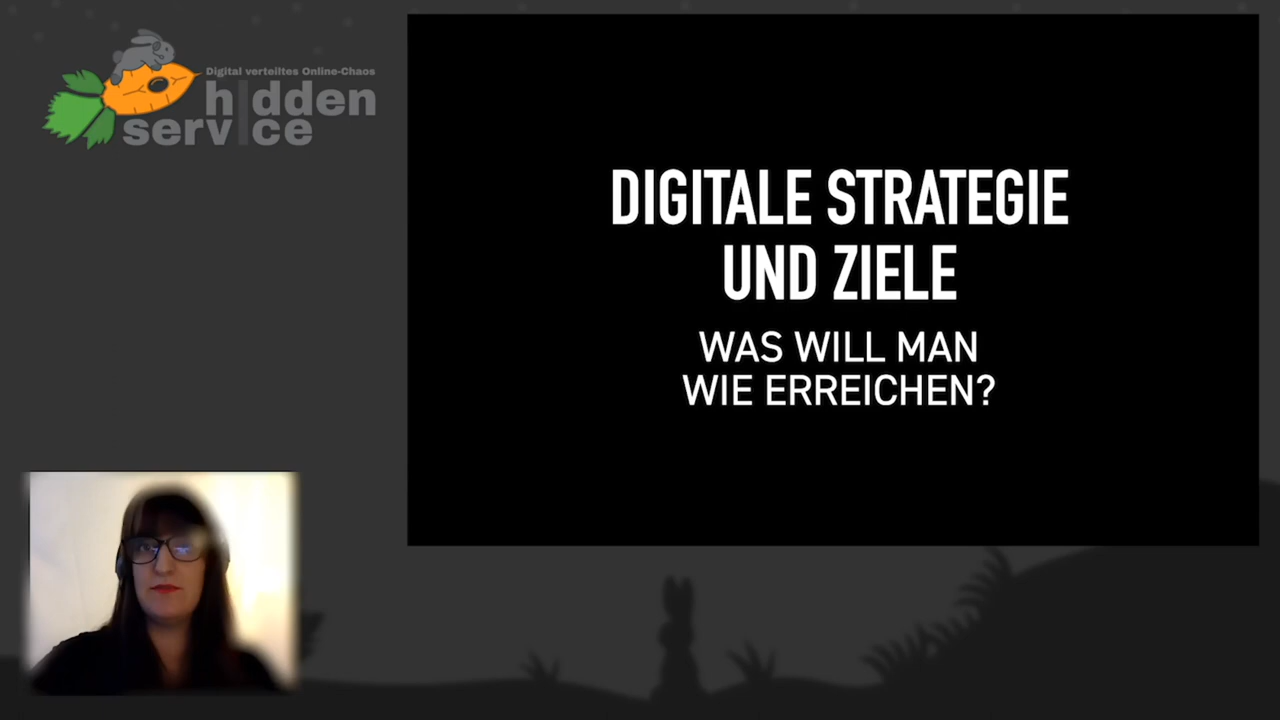 Digital verteiltes Online-Chaos
hidden
service
DIGITALE STRATEGIE
UND ZIELE
WAS WILL MAN
WIE ERREICHEN?